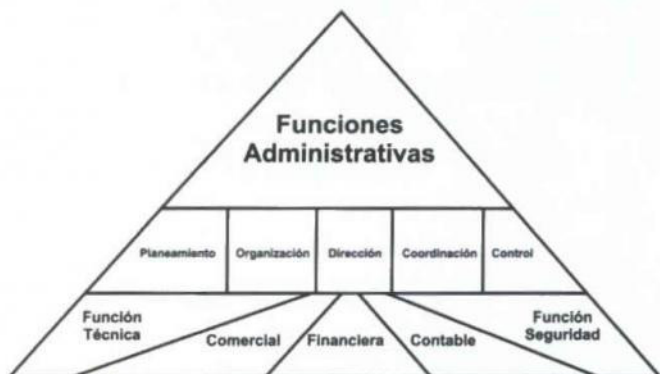 Funciones
Administrativas
Planeamiento Organización Dirección Coordinación Control
Función
Técnica
Comercial Financiera Contable
Función
Seguridad